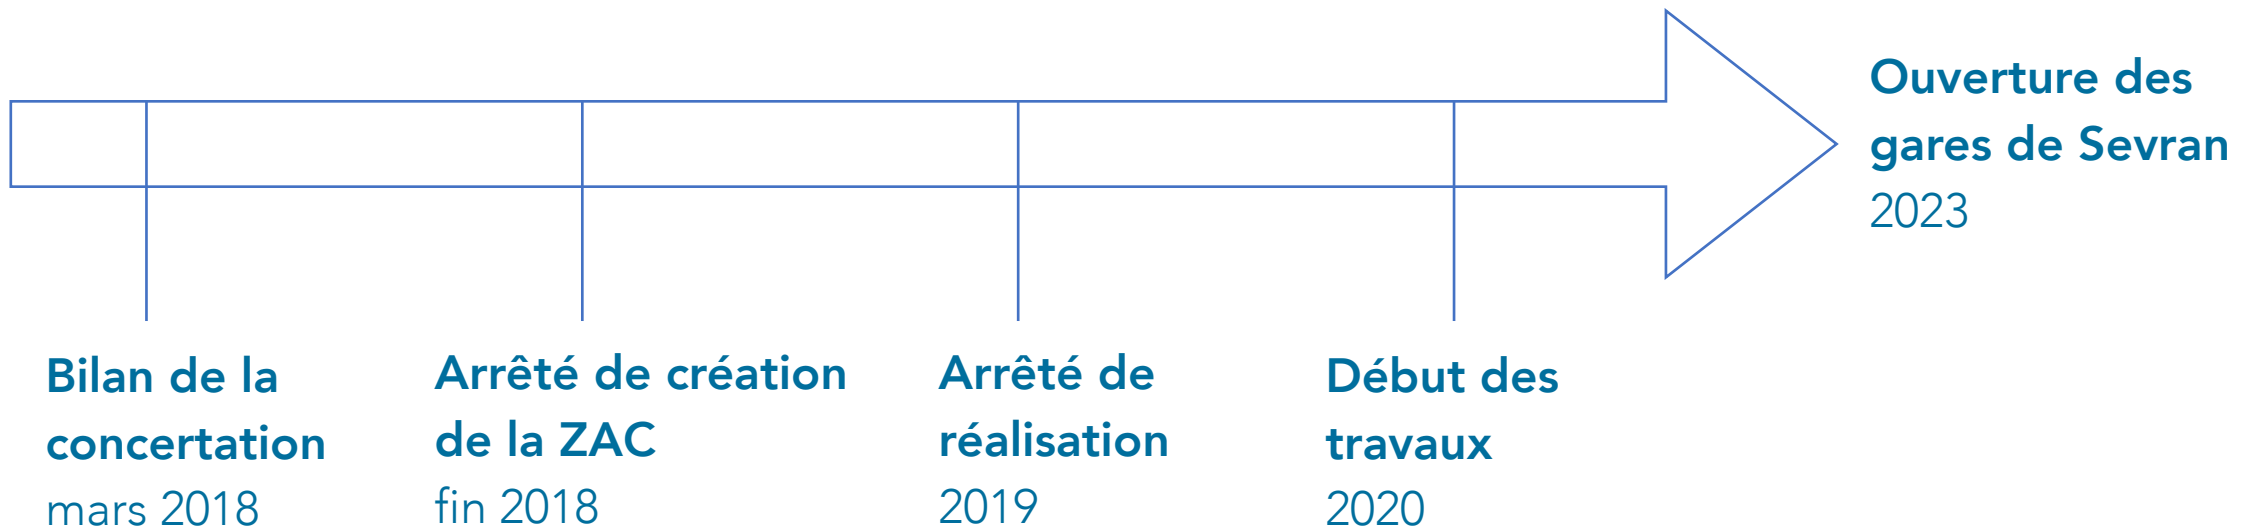 Ouverture des
gares de Sevran
2023
Bilan de la
concertation
mars 2018
Arrêté de création
de la ZAC
fin 2018
Arrêté de
réalisation
2019
Début des
travaux
2020